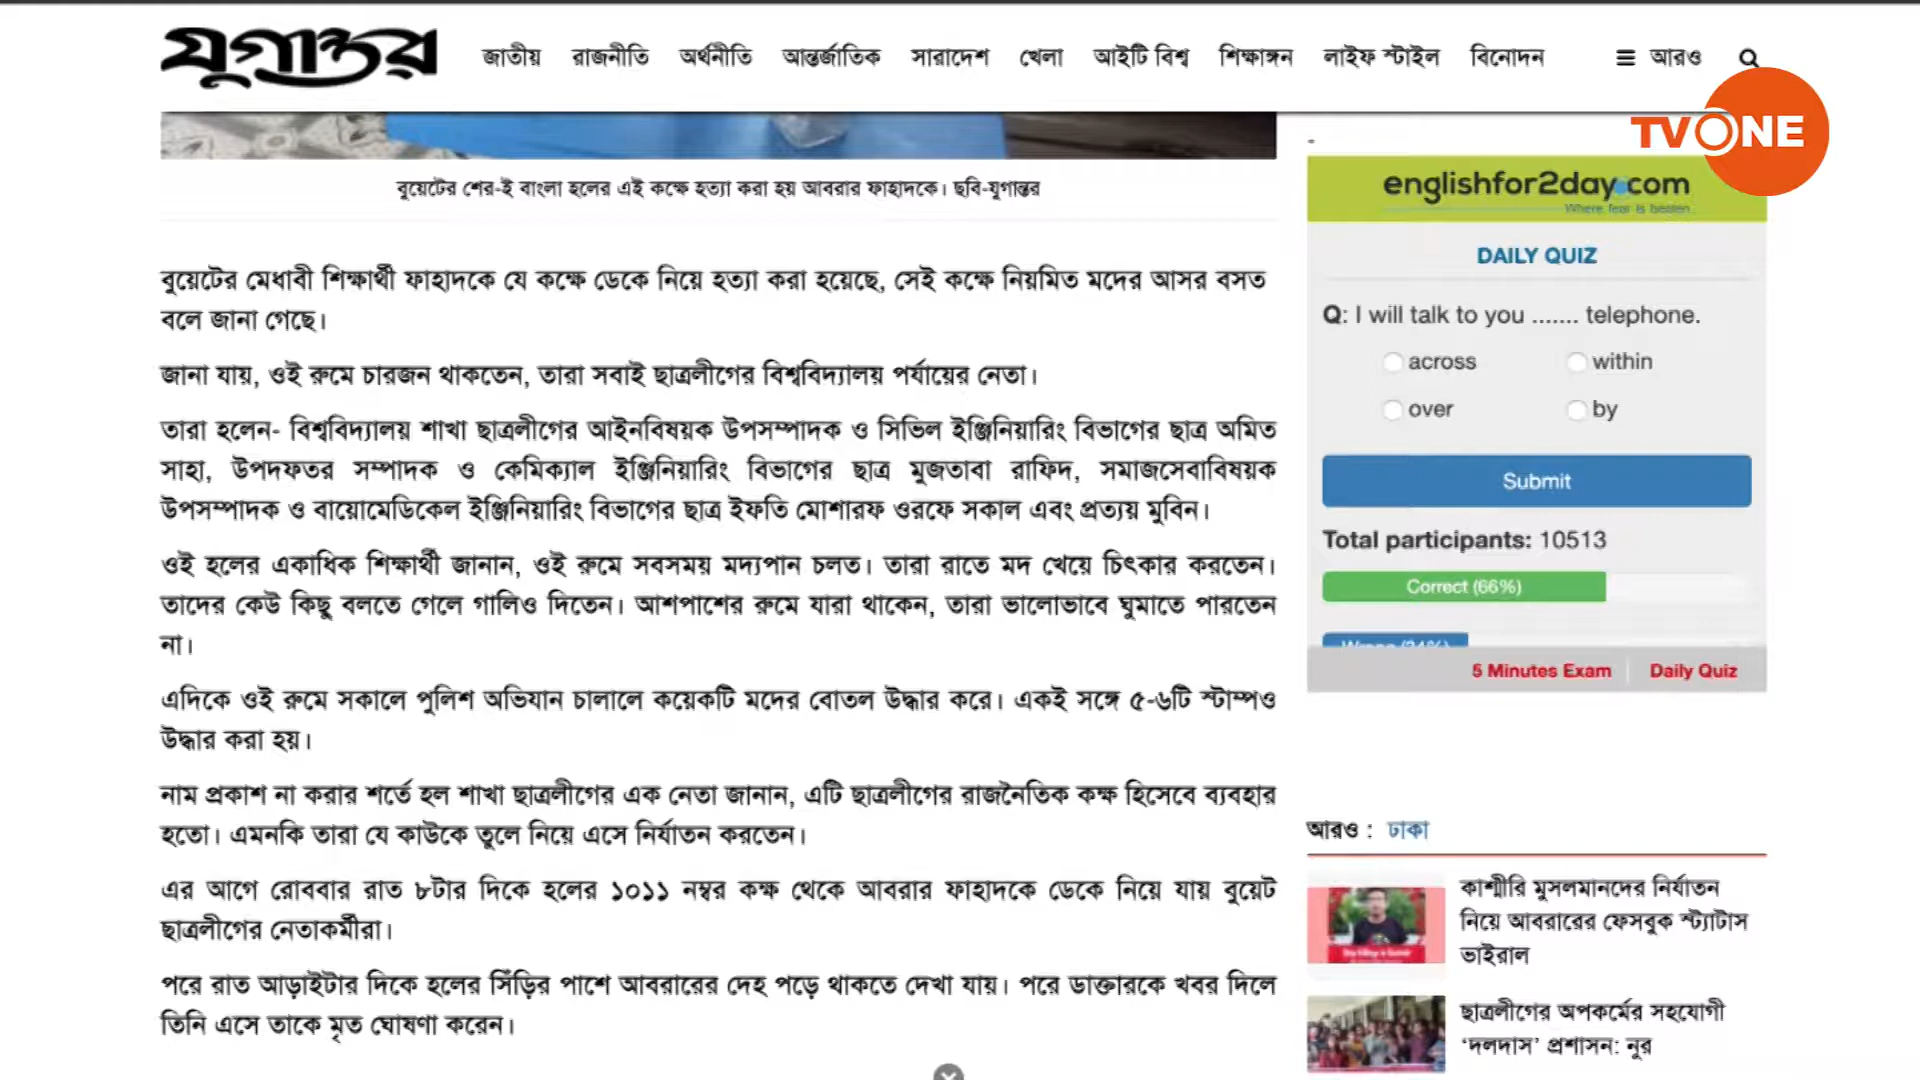 যুগান্তর
জাতীয় রাজনীতি অর্থনীতি আন্তর্জাতিক সারাদেশ খেলা আইটি বিশ্ব শিক্ষাঙ্গন লাইফ স্টাইল বিনোদন ☰ আরও
TV ONE
বুয়েটের শের-ই বাংলা হলের এই কক্ষে হত্যা করা হয় আবরার ফাহাদকে। ছবি-যুগান্তর
বুয়েটের মেধাবী শিক্ষার্থী ফাহাদকে যে কক্ষে ডেকে নিয়ে হত্যা করা হয়েছে, সেই কক্ষে নিয়মিত মদের আসর বসত
বলে জানা গেছে।
জানা যায়, ওই রুমে চারজন থাকতেন, তারা সবাই ছাত্রলীগের বিশ্ববিদ্যালয় পর্যায়ের নেতা।
তারা হলেন- বিশ্ববিদ্যালয় শাখা ছাত্রলীগের আইনবিষয়ক উপসম্পাদক ও সিভিল ইঞ্জিনিয়ারিং বিভাগের ছাত্র অমিত
সাহা, উপদফতর সম্পাদক ও কেমিক্যাল ইঞ্জিনিয়ারিং বিভাগের ছাত্র মুজতাবা রাফিদ, সমাজসেবাবিষয়ক
উপসম্পাদক ও বায়োমেডিকেল ইঞ্জিনিয়ারিং বিভাগের ছাত্র ইফতি মোশারফ ওরফে সকাল এবং প্রত্যয় মুবিন।
ওই হলের একাধিক শিক্ষার্থী জানান, ওই রুমে সবসময় মদ্যপান চলত। তারা রাতে মদ খেয়ে চিৎকার করতেন।
তাদের কেউ কিছু বলতে গেলে গালিও দিতেন। আশপাশের রুমে যারা থাকেন, তারা ভালোভাবে ঘুমাতে পারতেন
না।
এদিকে ওই রুমে সকালে পুলিশ অভিযান চালালে কয়েকটি মদের বোতল উদ্ধার করে। একই সঙ্গে ৫-৬টি স্টাম্পও
উদ্ধার করা হয়।
নাম প্রকাশ না করার শর্তে হল শাখা ছাত্রলীগের এক নেতা জানান, এটি ছাত্রলীগের রাজনৈতিক কক্ষ হিসেবে ব্যবহার
হতো। এমনকি তারা যে কাউকে তুলে নিয়ে এসে নির্যাতন করতেন।
এর আগে রোববার রাত ৮টার দিকে হলের ১০১১ নম্বর কক্ষ থেকে আবরার ফাহাদকে ডেকে নিয়ে যায় বুয়েট
ছাত্রলীগের নেতাকর্মীরা।
পরে রাত আড়াইটার দিকে হলের সিঁড়ির পাশে আবরারের দেহ পড়ে থাকতে দেখা যায়। পরে ডাক্তারকে খবর দিলে
তিনি এসে তাকে মৃত ঘোষণা করেন।
englishfor2day.com
Where fear is beaten
DAILY QUIZ
Q: I will talk to you ....... telephone.
across within
over by
Submit
Total participants: 10513
Correct (66%)
Wrong (34%)
5 Minutes Exam Daily Quiz
আরও : ঢাকা
কাশ্মীরি মুসলমানদের নির্যাতন
নিয়ে আবরারের ফেসবুক স্ট্যাটাস
ভাইরাল
ছাত্রলীগের অপকর্মের সহযোগী
‘দলদাস’ প্রশাসন: নুর